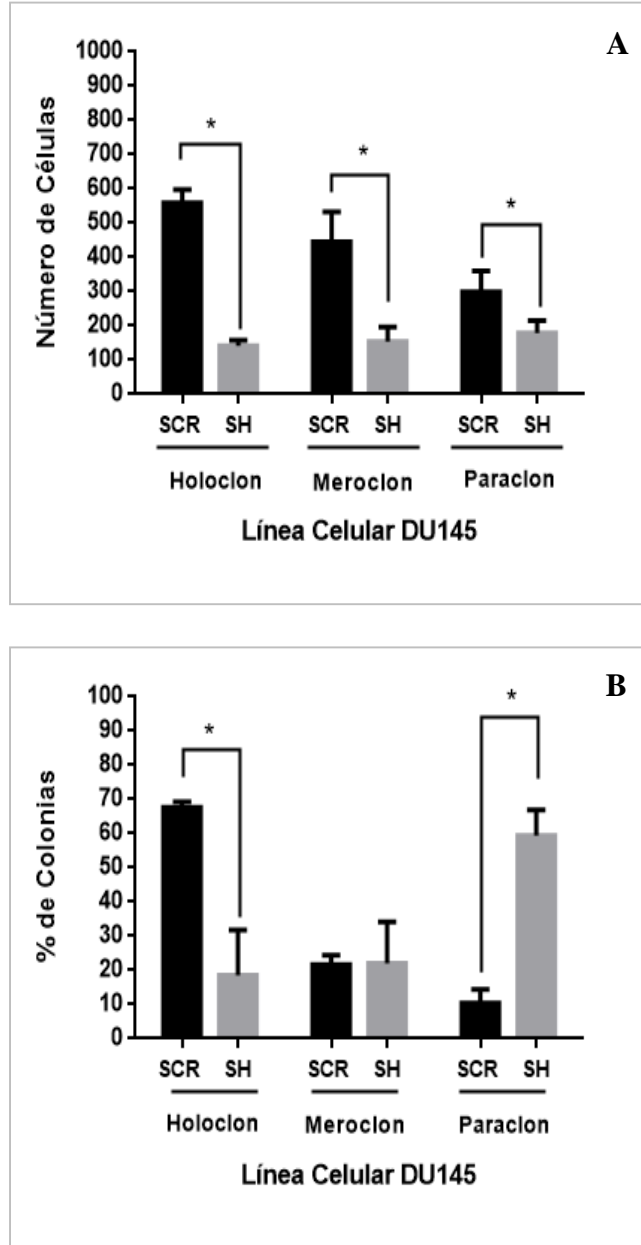 A
1000
900
800
700
600
500
400
300
200
100
0
Número de Células
*
*
*
SCR SH SCR SH SCR SH
Holoclon Meroclon Paraclon
Línea Celular DU145
B
100
90
80
70
60
50
40
30
20
10
0
% de Colonias
*
*
SCR SH SCR SH SCR SH
Holoclon Meroclon Paraclon
Línea Celular DU145